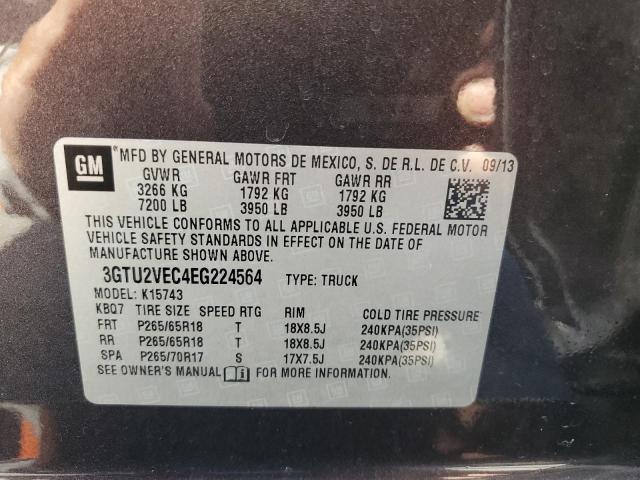 GM
*MFD BY GENERAL MOTORS DE MEXICO, S. DE R.L. DE C.V. 09/13
GVWR GAWR FRT GAWR RR
3266 KG 1792 KG 1792 KG
7200 LB 3950 LB 3950 LB
THIS VEHICLE CONFORMS TO ALL APPLICABLE U.S. FEDERAL MOTOR
VEHICLE SAFETY STANDARDS IN EFFECT ON THE DATE OF
MANUFACTURE SHOWN ABOVE.
3GTU2VEC4EG224564 TYPE: TRUCK
MODEL: K15743
KBQ7 TIRE SIZE SPEED RTG RIM COLD TIRE PRESSURE
FRT P265/65R18 T 18X8.5J 240KPA(35PSI)
RR P265/65R18 T 18X8.5J 240KPA(35PSI)
SPA P265/70R17 S 17X7.5J 240KPA(35PSI)
SEE OWNER'S MANUAL FOR MORE INFORMATION.